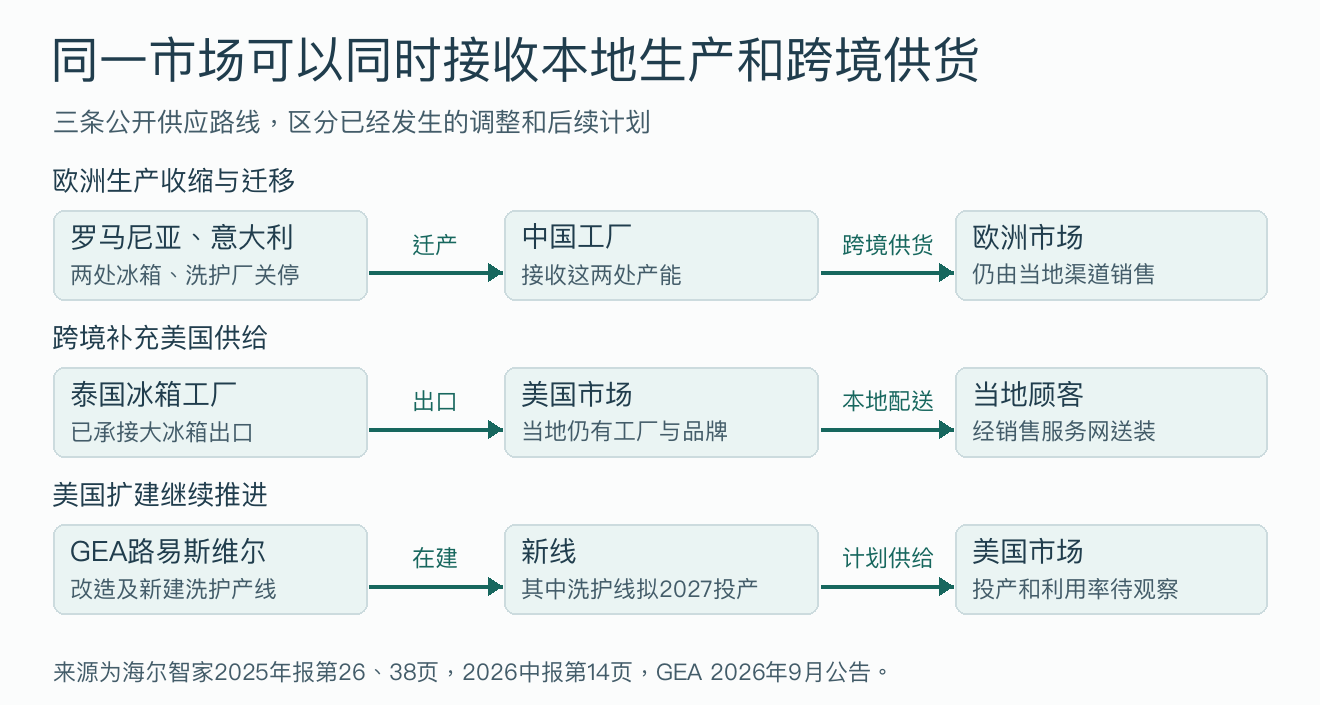 同一市场可以同时接收本地生产和跨境供货
三条公开供应路线，区分已经发生的调整和后续计划
欧洲生产收缩与迁移
罗马尼亚、意大利
两处冰箱、洗护厂关停
迁产
中国工厂
接收这两处产能
跨境供货
欧洲市场
仍由当地渠道销售
跨境补充美国供给
泰国冰箱工厂
已承接大冰箱出口
出口
美国市场
当地仍有工厂与品牌
本地配送
当地顾客
经销售服务网送装
美国扩建继续推进
GEA路易斯维尔
改造及新建洗护产线
在建
新线
其中洗护线拟2027投产
计划供给
美国市场
投产和利用率待观察
来源为海尔智家2025年报第26、38页，2026中报第14页，GEA 2026年9月公告。